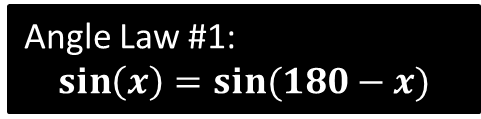 Angle Law #1:
sin(x) = sin(180 − x)